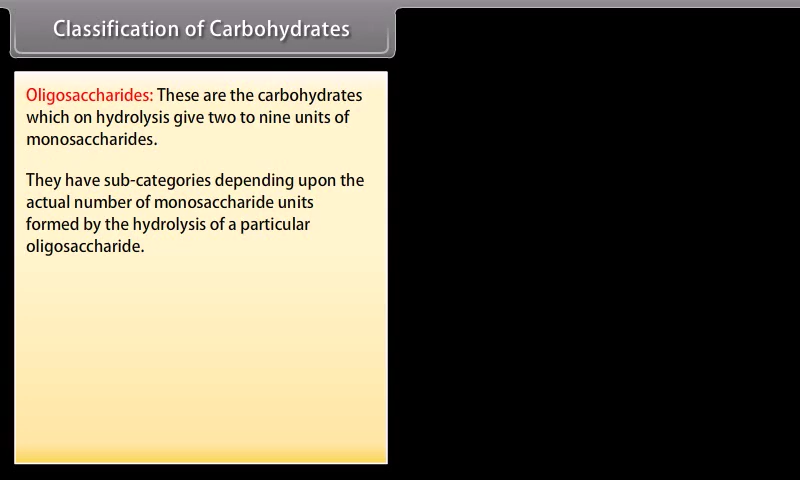 Classification of Carbohydrates
Oligosaccharides: These are the carbohydrates
which on hydrolysis give two to nine units of
monosaccharides.
They have sub-categories depending upon the
actual number of monosaccharide units
formed by the hydrolysis of a particular
oligosaccharide.